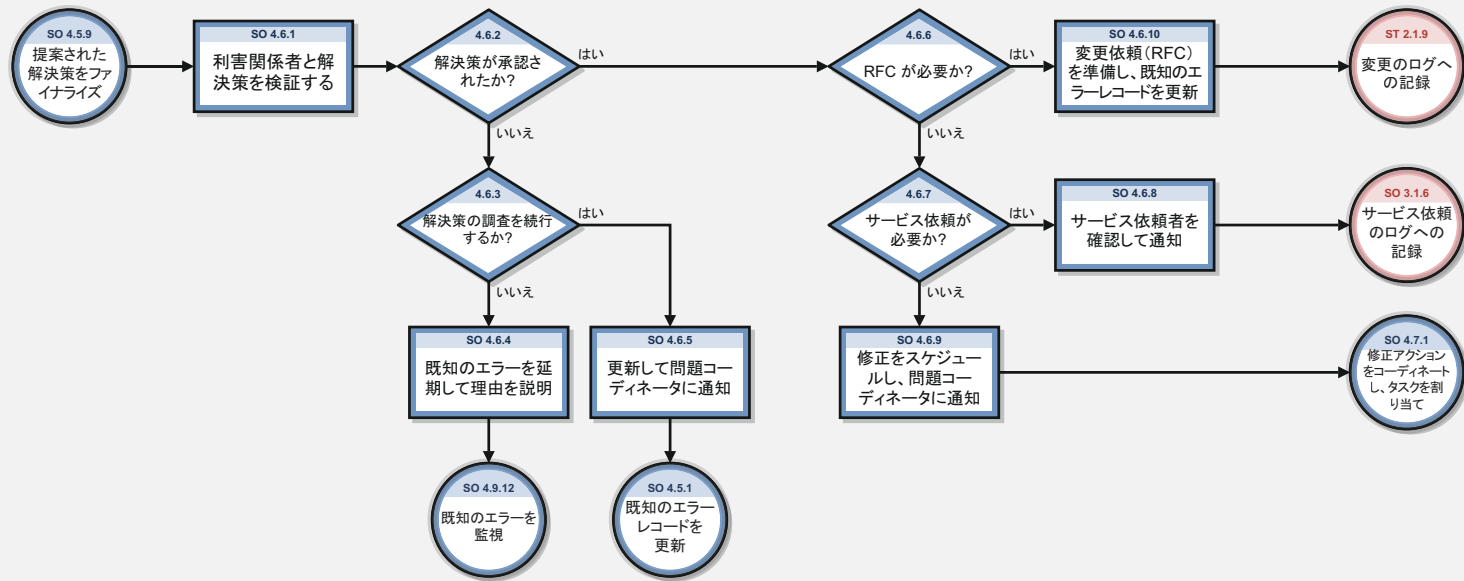 SO 4.5.9
提案された
解決策をファ
イナライズ
SO 4.6.1
利害関係者と解
決策を検証する
4.6.2
解決策が承認さ
れたか?
はい
いいえ
4.6.6
RFC が必要か?
はい
いいえ
SO 4.6.10
変更依頼(RFC)
を準備し、既知のエ
ラーレコードを更新
ST 2.1.9
変更のログへ
の記録
4.6.3
解決策の調査を続行
するか?
はい
いいえ
4.6.7
サービス依頼が
必要か?
はい
いいえ
SO 4.6.8
サービス依頼者を
確認して通知
SO 3.1.6
サービス依頼
のログへの
記録
SO 4.6.4
既知のエラーを延
期して理由を説明
SO 4.6.5
更新して問題コー
ディネータに通知
SO 4.6.9
修正をスケジュー
ルし、問題コー
ディネータに通知
SO 4.7.1
修正アクション
をコーディネート
し、タスクを割
り当て
SO 4.9.12
既知のエラーを
監視
SO 4.5.1
既知のエラー
レコードを
更新